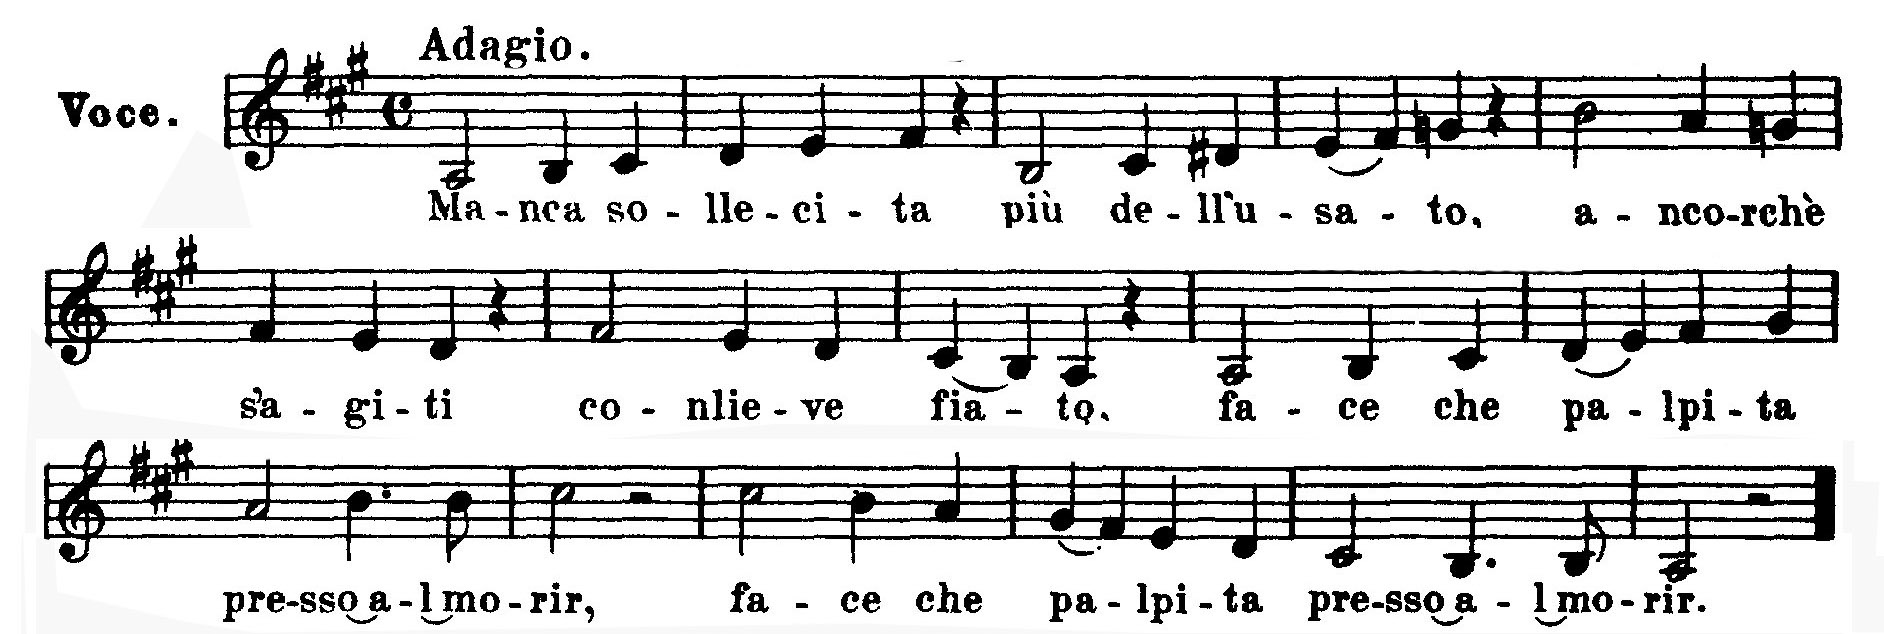 Adagio.
Voce.
Ma-nca so-lle-ci-ta più de-ll'u-sa-to, a-nco-rchè
s'a-gi-ti co-nlie-ve fia-to. fa-ce che pa-lpi-ta
pre-sso a-l mo-rir, fa-ce che pa-lpi-ta pre-sso a-l mo-rir.